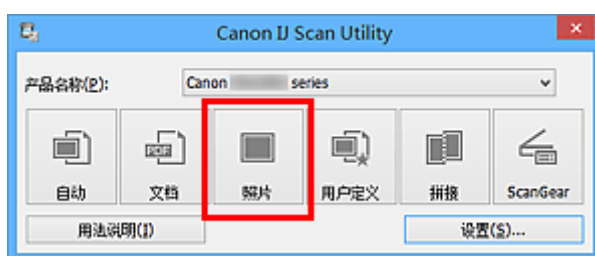 Canon IJ Scan Utility
产品名称(P): Canon series
自动 PDF 文档 照片 用户定义 拼接 ScanGear
用法说明(I) 设置(S)...